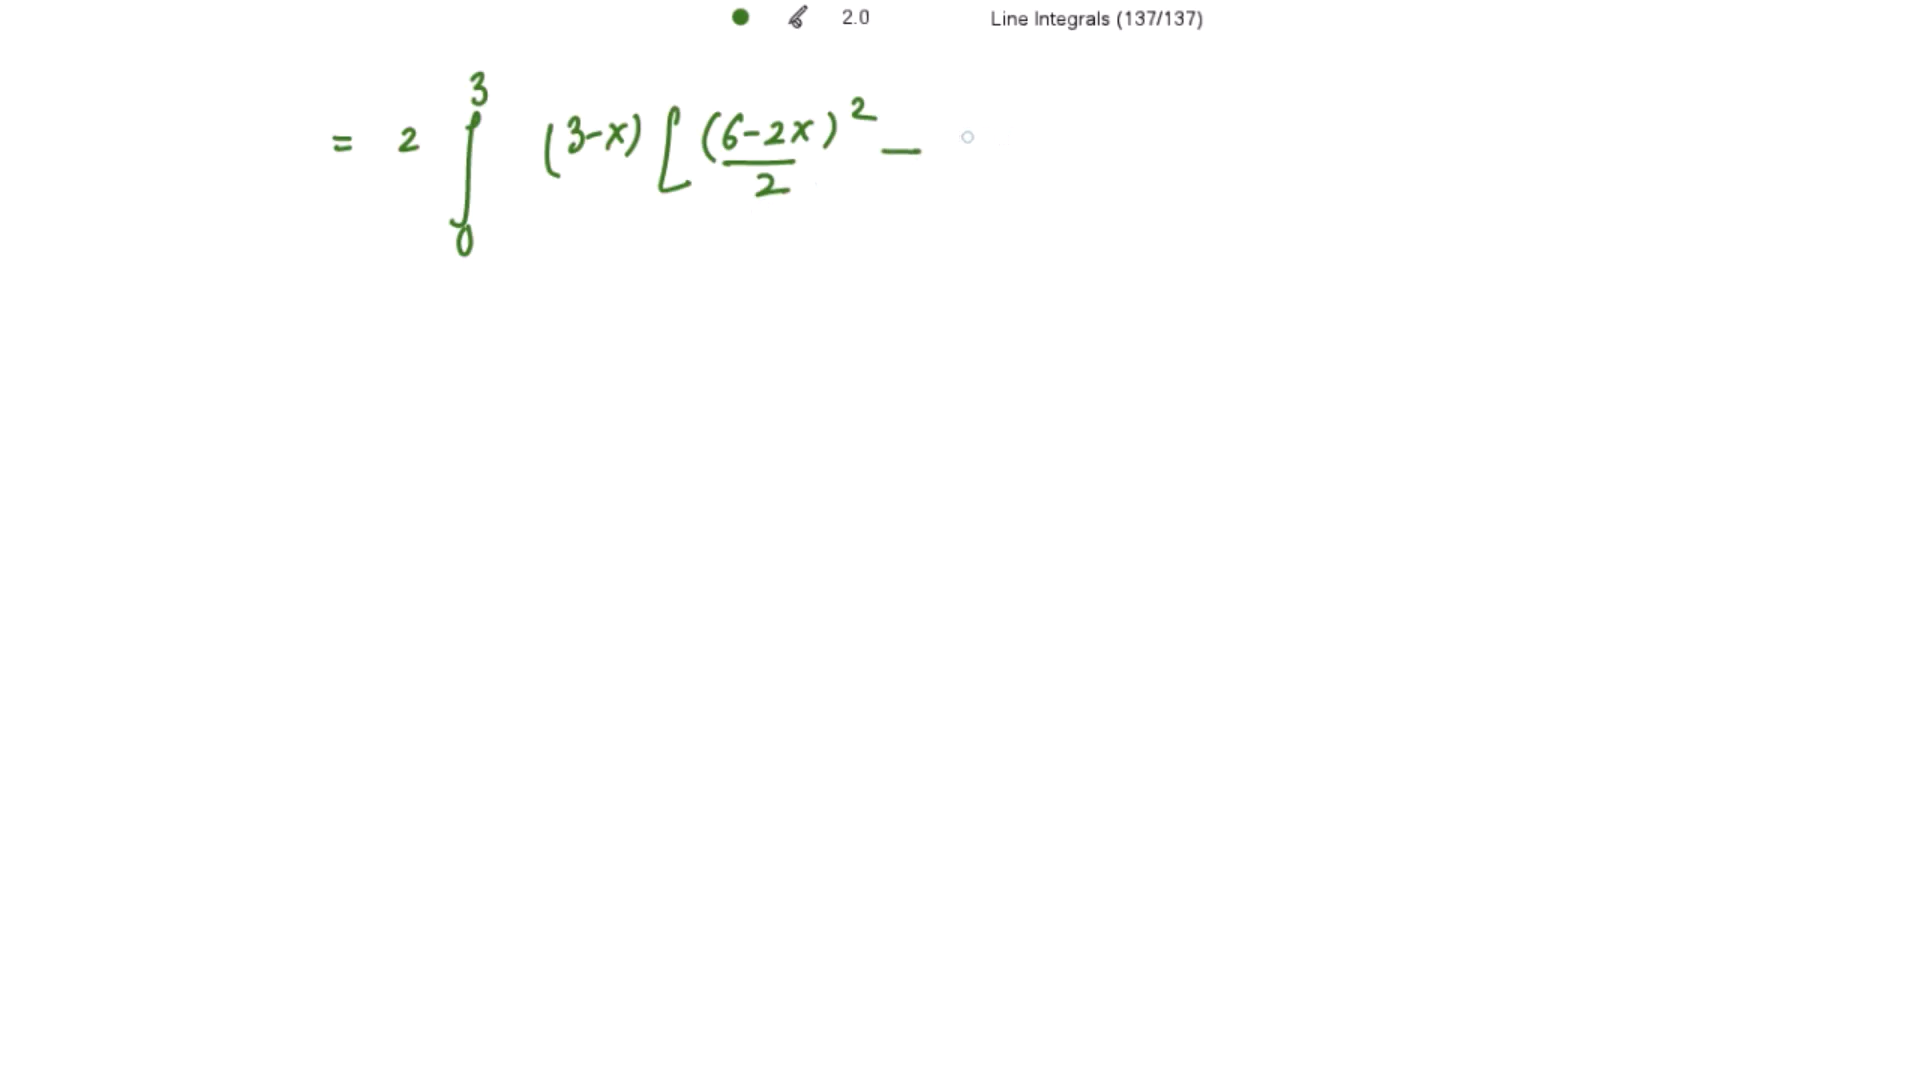 2.0 Line Integrals (137/137)
= 2 ∫₀³ (3-x) [ (6-2x)²/2 —